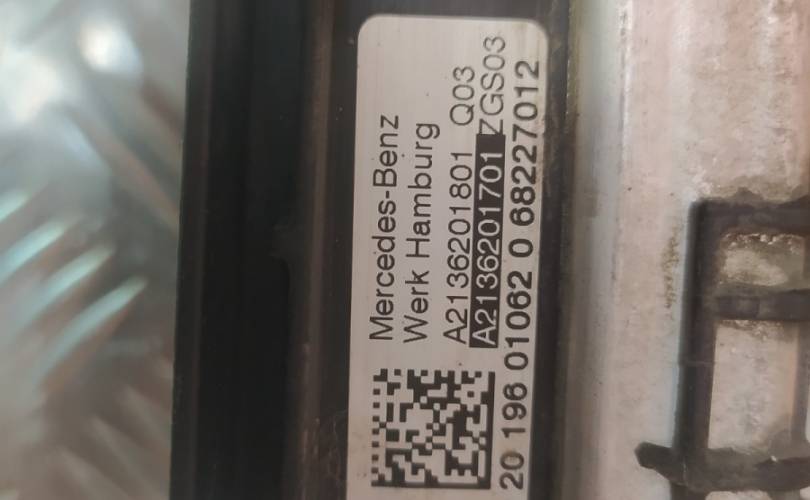 Mercedes-Benz
Werk Hamburg
A2136201801 Q03
A2136201701 ZGS03
20 196 01062 0 68227012